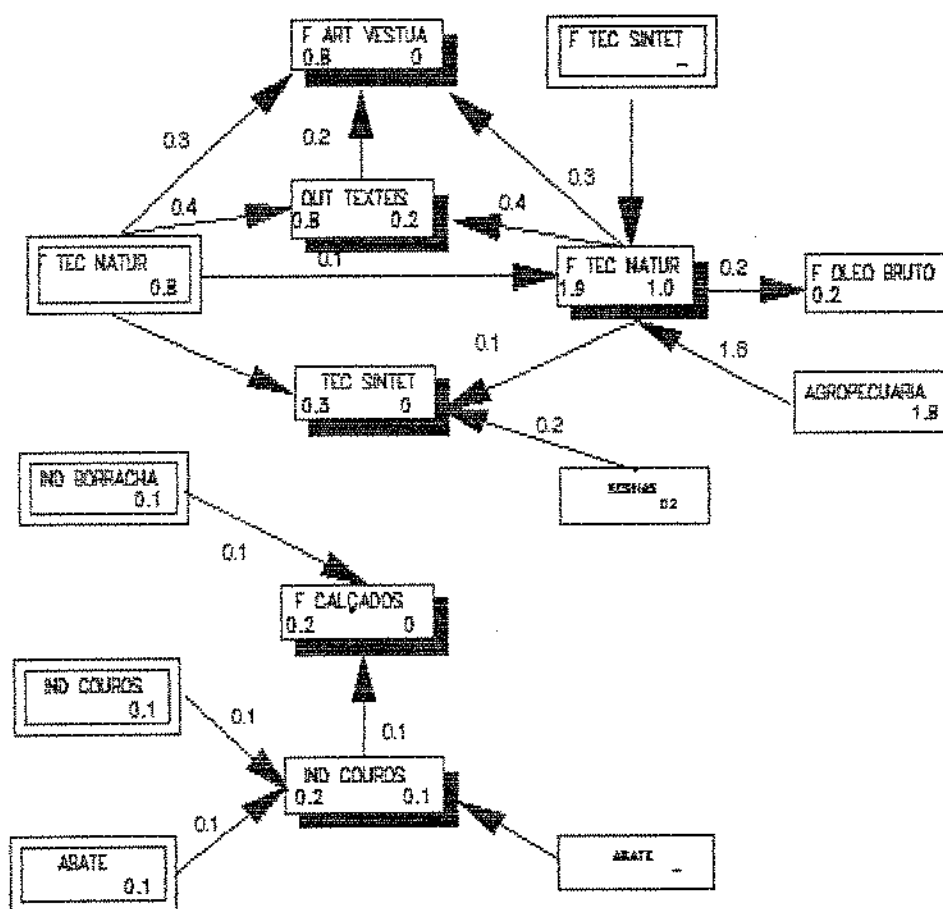 F ART VESTUA
0.8 0
F TEC SINTET
–
0.3
0.2
0.3
OUT TEXTEIS
0.8 0.2
0.4
0.4
F TEC NATUR
0.8
0.1
F TEC NATUR
1.9 1.0
0.2
F OLEO BRUTO
0.2
0.1
1.8
TEC SINTET
0.3 0
AGROPECUARIA
1.8
0.2
IND BORRACHA
0.1
02
0.1
F CALÇADOS
0.2 0
IND COUROS
0.1
0.1
0.1
IND COUROS
0.2 0.1
0.1
ABATE
0.1
ABATE
–